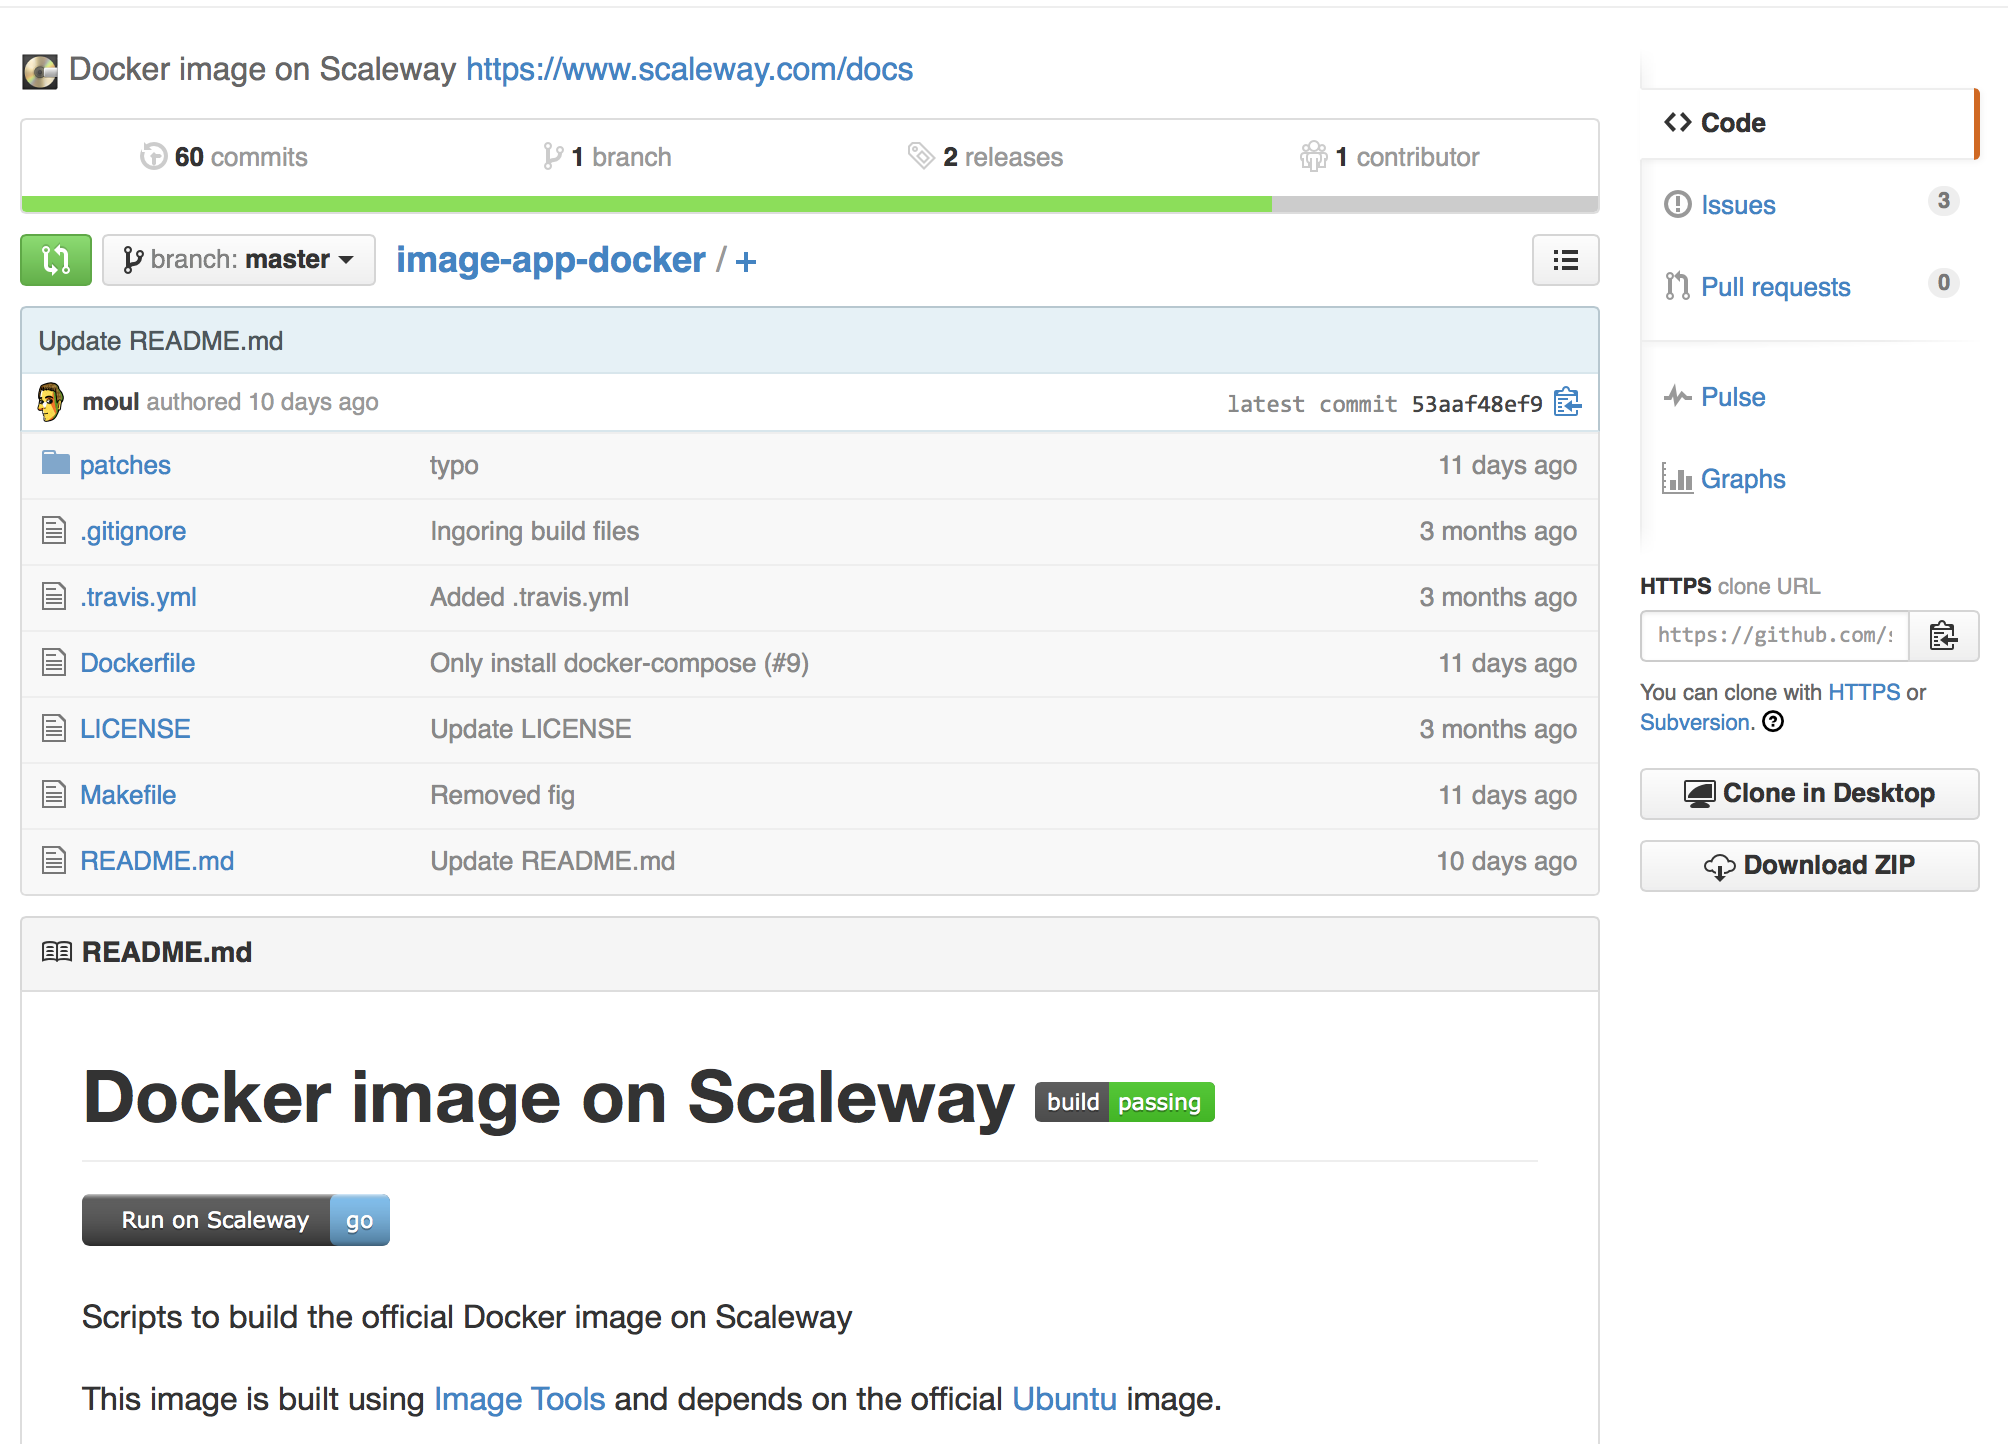 Docker image on Scaleway https://www.scaleway.com/docs
60 commits 1 branch 2 releases 1 contributor
branch: master image-app-docker / +
Update README.md
moul authored 10 days ago latest commit 53aaf48ef9
patches typo 11 days ago
.gitignore Ingoring build files 3 months ago
.travis.yml Added .travis.yml 3 months ago
Dockerfile Only install docker-compose (#9) 11 days ago
LICENSE Update LICENSE 3 months ago
Makefile Removed fig 11 days ago
README.md Update README.md 10 days ago
README.md
Docker image on Scaleway build passing
Run on Scaleway go
Scripts to build the official Docker image on Scaleway
This image is built using Image Tools and depends on the official Ubuntu image.
Code
Issues 3
Pull requests 0
Pulse
Graphs
HTTPS clone URL
https://github.com/
You can clone with HTTPS or
Subversion.
Clone in Desktop
Download ZIP